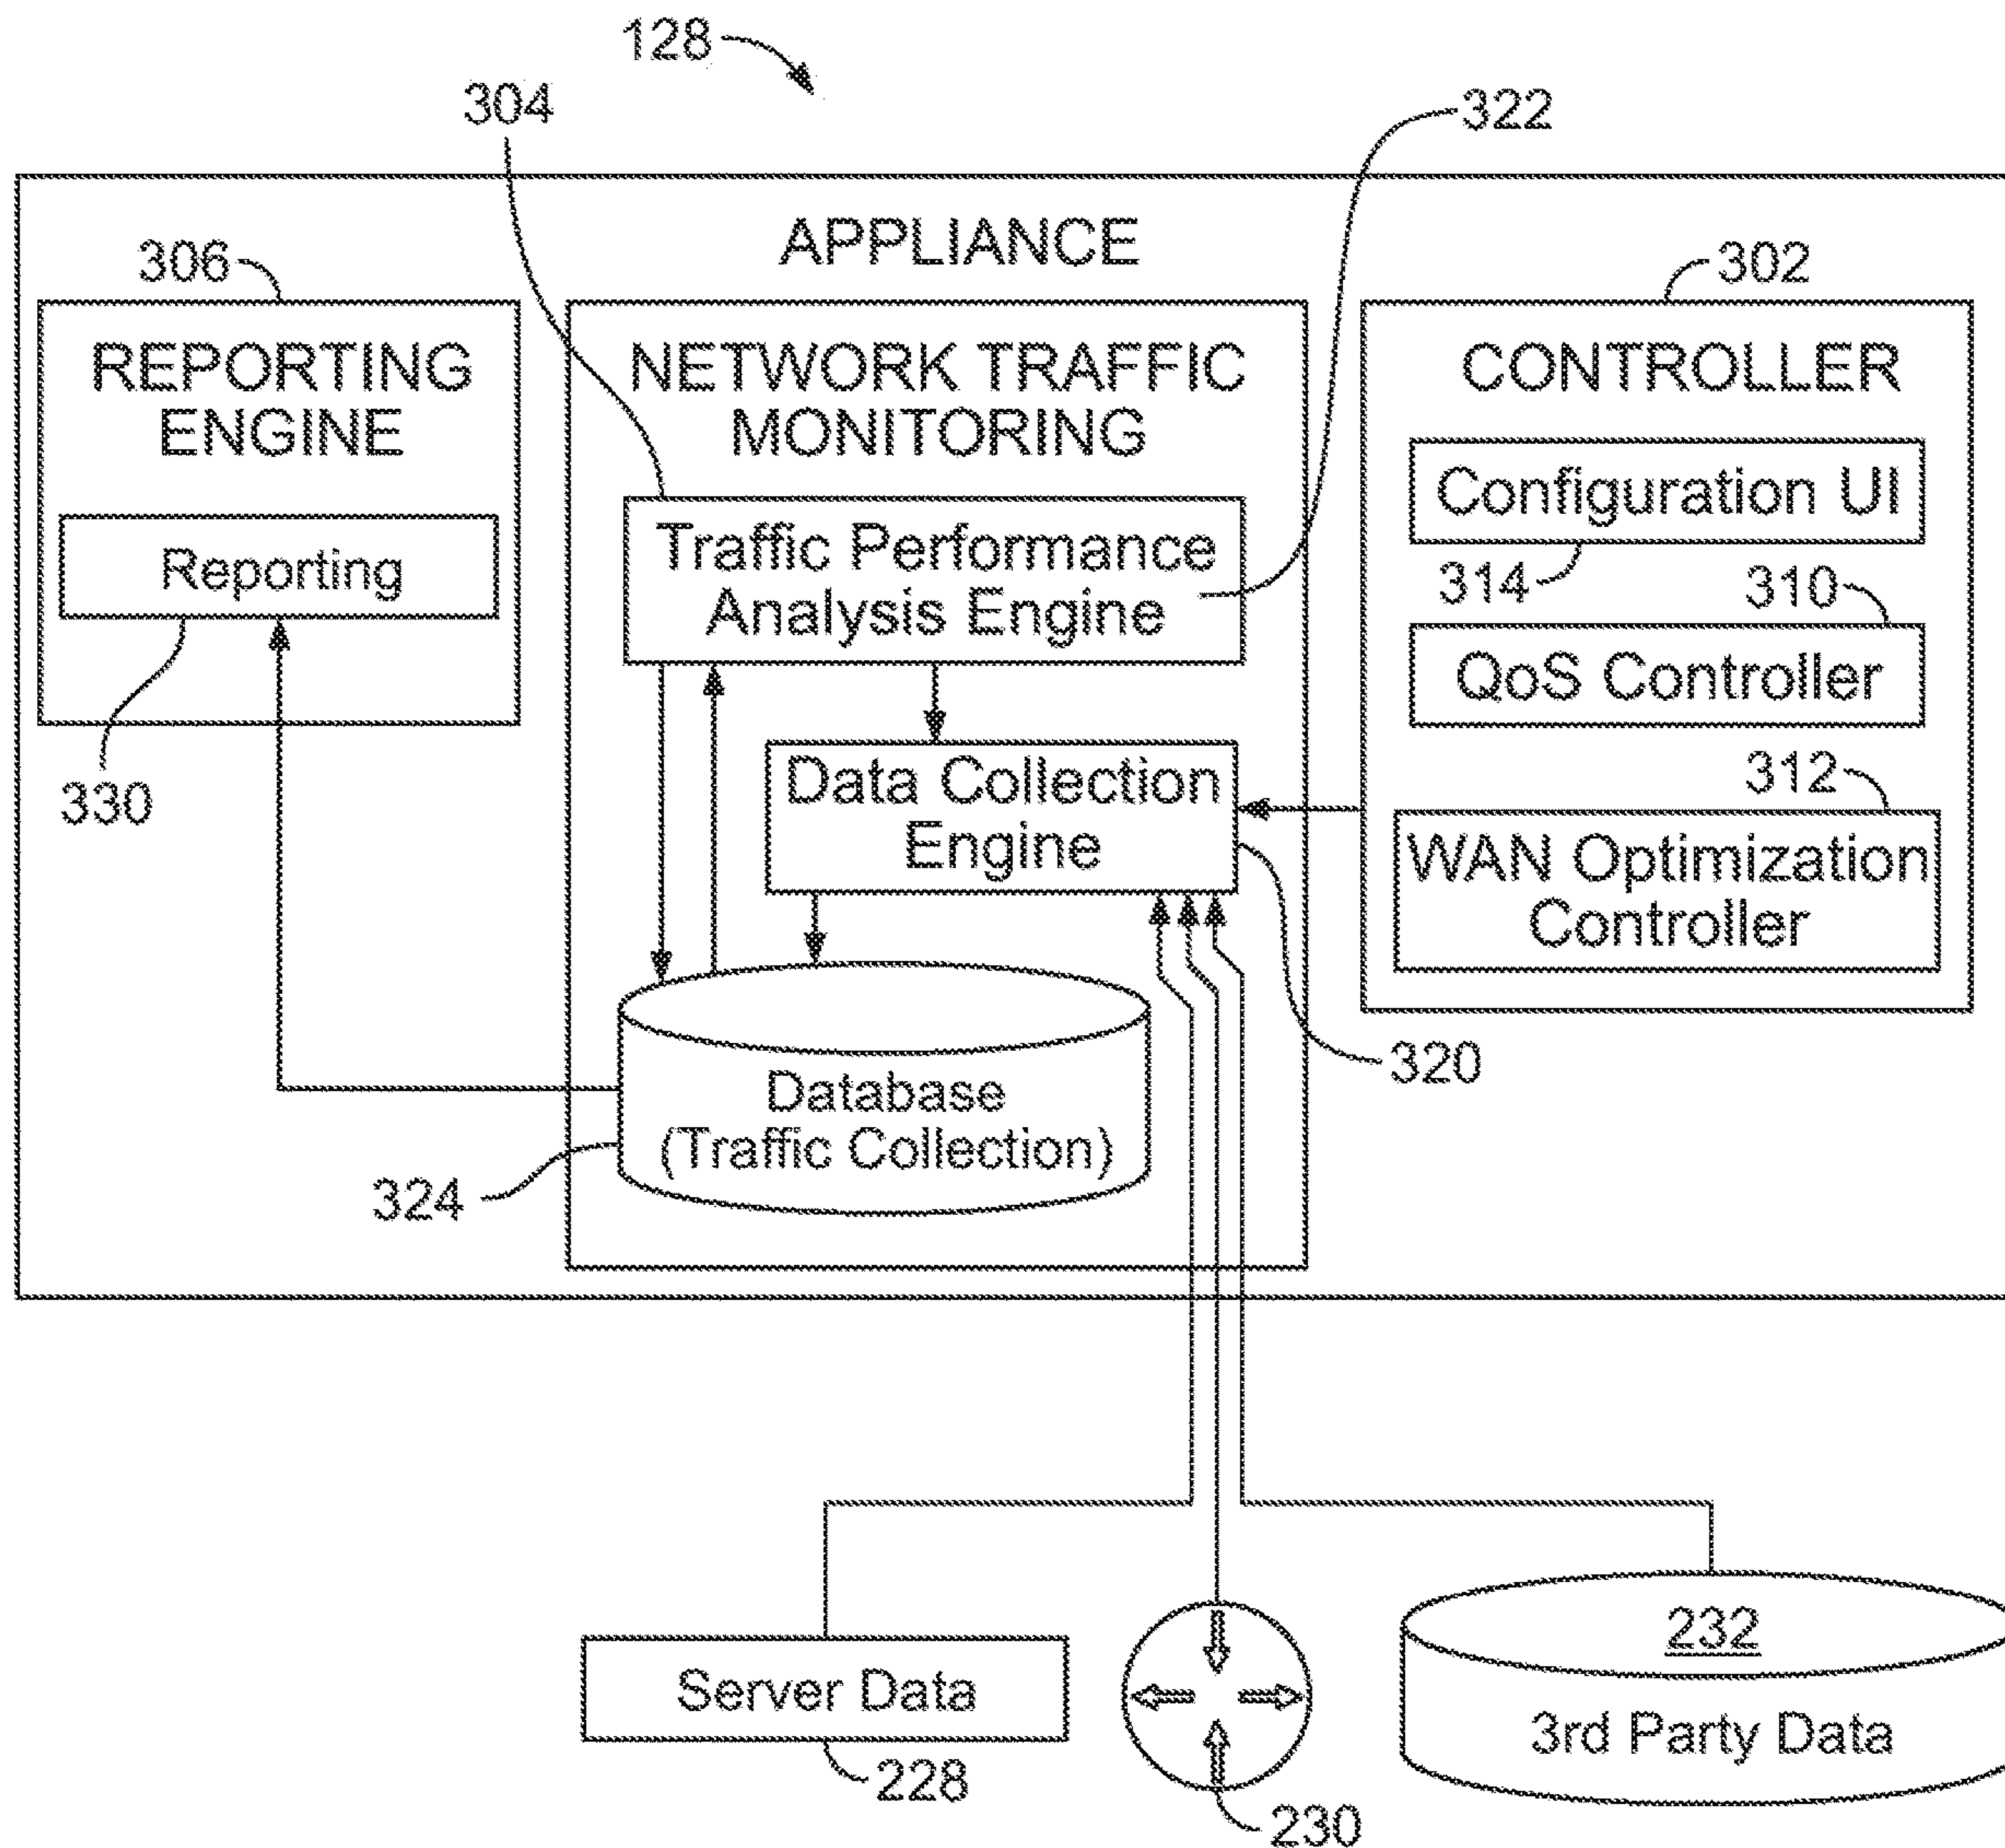 128
304
322
APPLIANCE
306
302
REPORTING
ENGINE
NETWORK TRAFFIC
MONITORING
CONTROLLER
Configuration UI
314
310
QoS Controller
312
WAN Optimization
Controller
Reporting
330
Traffic Performance
Analysis Engine
Data Collection
Engine
320
Database
(Traffic Collection)
324
Server Data
228
230
232
3rd Party Data